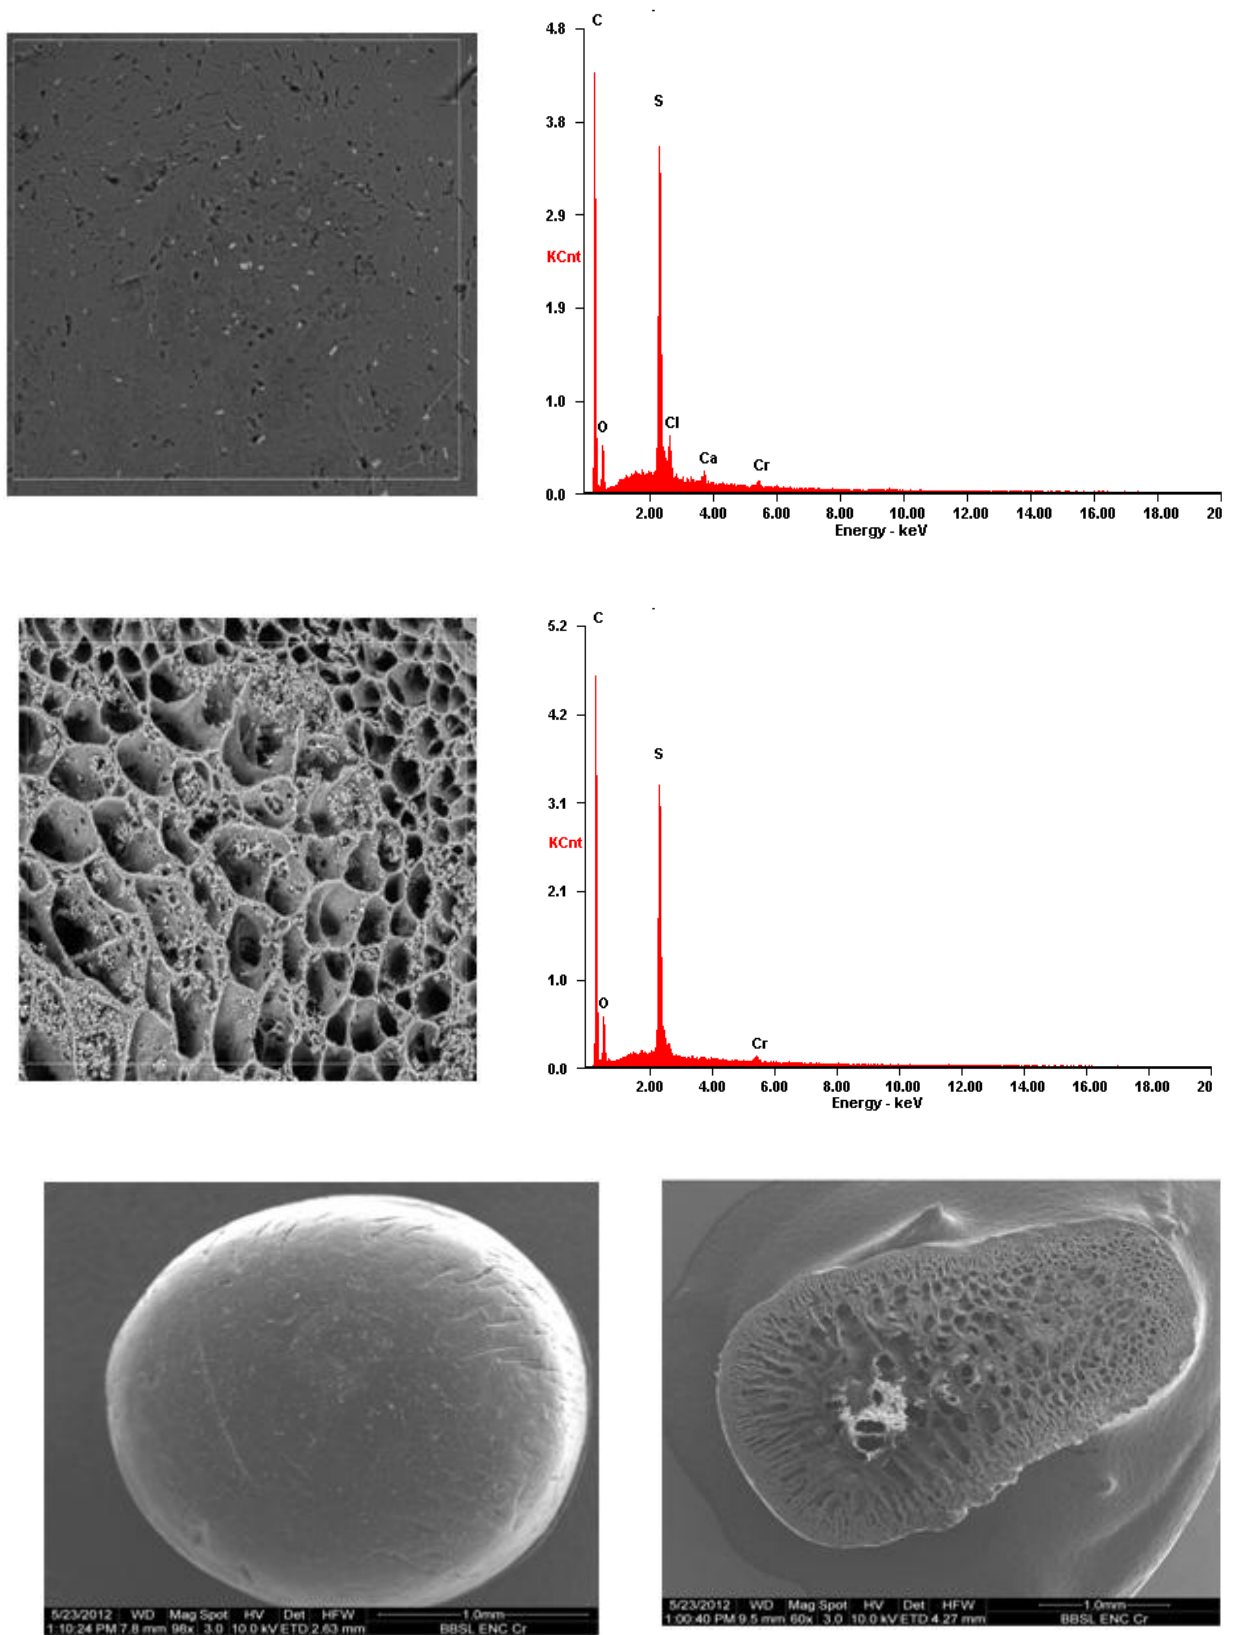 C
4.8
S
3.8
2.9
KCnt
1.9
1.0
O
Cl
Ca
Cr
0.0
2.00 4.00 6.00 8.00 10.00 12.00 14.00 16.00 18.00 20
Energy - keV
C
5.2
4.2
S
3.1
KCnt
2.1
1.0
O
Cr
0.0
2.00 4.00 6.00 8.00 10.00 12.00 14.00 16.00 18.00 20
Energy - keV
5/23/2012 WD Mag Spot HV Det HFW 1.0mm
1:10:24 PM 7.8 mm 98x 3.0 10.0 kV ETD 2.63 mm BBSL ENC Cr
5/23/2012 WD Mag Spot HV Det HFW 1.0mm
1:00:40 PM 9.5 mm 60x 3.0 10.0 kV ETD 4.27 mm BBSL ENC Cr